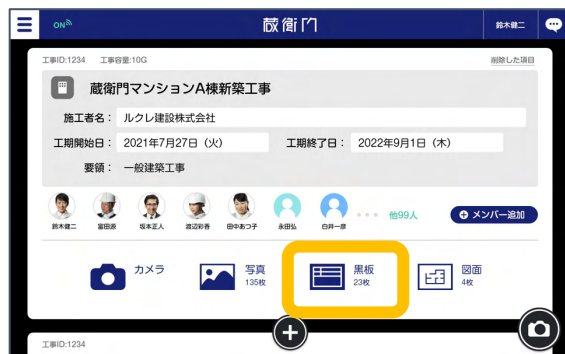 ON
蔵衛門
鈴木健二
工事ID:1234 工事容量:10G
削除した項目
蔵衛門マンションA棟新築工事
施工者名： ルクレ建設株式会社
工期開始日： 2021年7月27日（火） 工期終了日： 2022年9月1日（木）
要領： 一般建築工事
鈴木健二 富田源 坂本正人 渡辺彩香 田中あつ子 永田弘 白井一彦 他99人
メンバー追加
カメラ
写真
135枚
黒板
23枚
図面
4枚
工事ID:1234